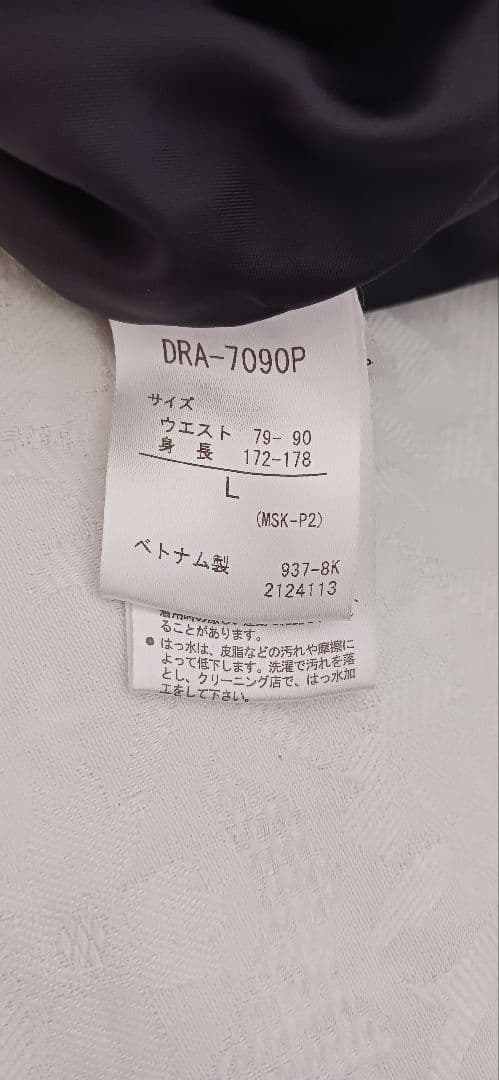 DRA-7090P
サイズ
ウエスト 79- 90
身 長 172-178
L
(MSK-P2)
ベトナム製 937-8K
2124113
ることがあります。
● はっ水は、皮脂などの汚れや摩擦に
よって低下します。洗濯で汚れを落
とし、クリーニング店で、はっ水加
工をして下さい。